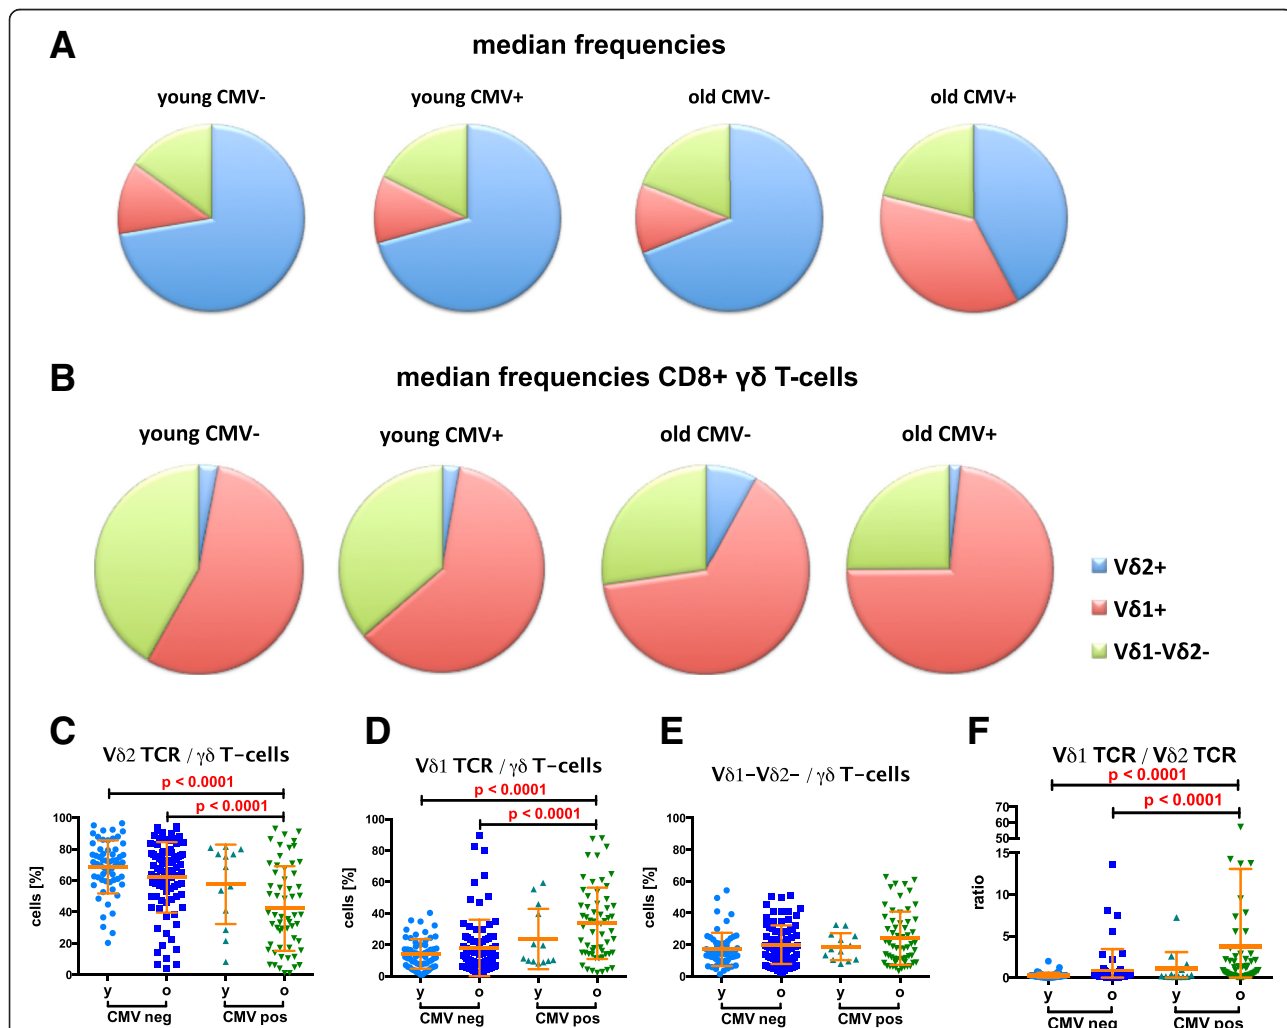 A
median frequencies
young CMV-
young CMV+
old CMV-
old CMV+
B
median frequencies CD8+ γδ T-cells
young CMV-
young CMV+
old CMV-
old CMV+
Vδ2+
Vδ1+
Vδ1-Vδ2-
C
Vδ2 TCR / γδ T-cells
p < 0.0001
p < 0.0001
cells [%]
100
80
60
40
20
0
y
o
y
o
CMV neg
CMV pos
D
Vδ1 TCR / γδ T-cells
p < 0.0001
p < 0.0001
cells [%]
100
80
60
40
20
0
y
o
y
o
CMV neg
CMV pos
E
Vδ1-Vδ2- / γδ T-cells
cells [%]
100
80
60
40
20
0
y
o
y
o
CMV neg
CMV pos
F
Vδ1 TCR / Vδ2 TCR
p < 0.0001
p < 0.0001
ratio
70
60
50
15
10
5
0
y
o
y
o
CMV neg
CMV pos